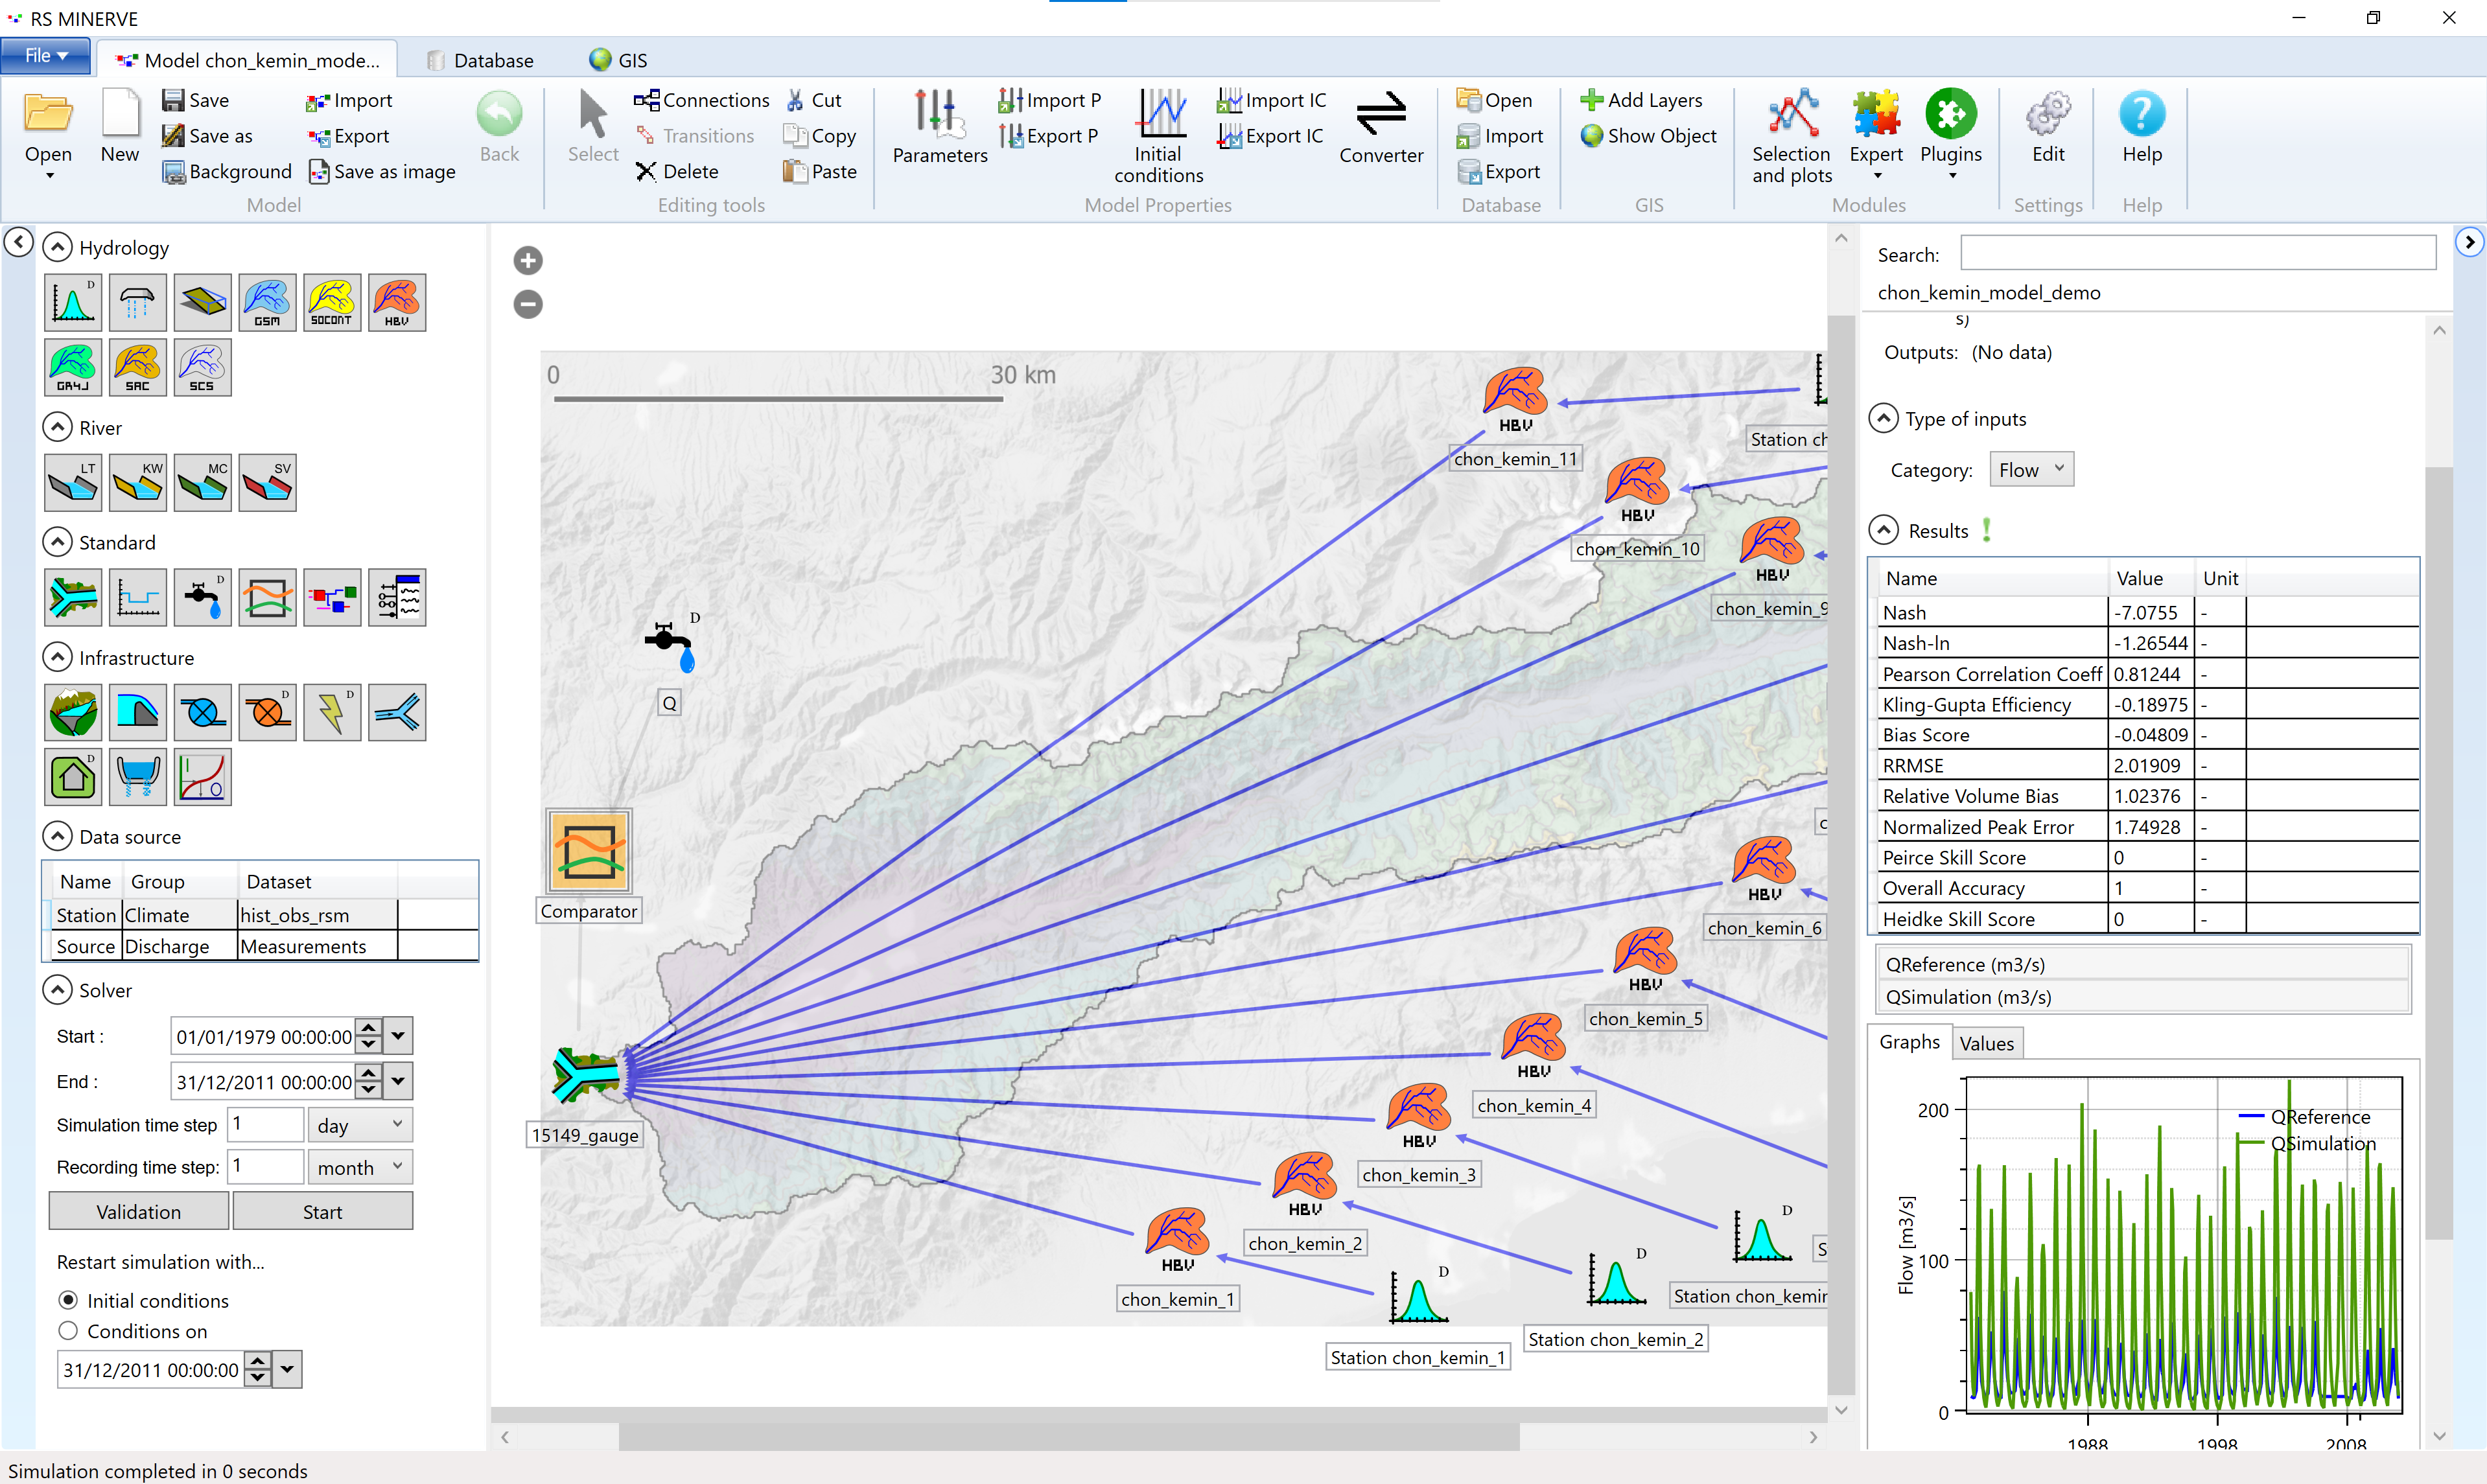 RS MINERVE
File
Model chon_kemin_mode...
Database
GIS
Open
New
Save
Save as
Background
Import
Export
Save as image
Back
Model
Select
Connections
Transitions
Delete
Cut
Copy
Paste
Editing tools
Parameters
Import P
Export P
Initial
conditions
Import IC
Export IC
Converter
Model Properties
Open
Import
Export
Database
Add Layers
Show Object
GIS
Selection
and plots
Expert
Plugins
Modules
Edit
Settings
Help
Help
Hydrology
D
GSM
SOCONT
HBV
GR4J
SAC
SCS
River
LT
KW
MC
SV
Standard
D
Infrastructure
D
D
D
Data source
Name Group Dataset
Station Climate hist_obs_rsm
Source Discharge Measurements
Solver
Start : 01/01/1979 00:00:00
End : 31/12/2011 00:00:00
Simulation time step 1 day
Recording time step: 1 month
Validation
Start
Restart simulation with...
Initial conditions
Conditions on
31/12/2011 00:00:00
Simulation completed in 0 seconds
0
30 km
HBV
chon_kemin_11
Station ch
HBV
chon_kemin_10
HBV
chon_kemin_9
D
Q
Comparator
HBV
chon_kemin_6
HBV
chon_kemin_5
HBV
chon_kemin_4
15149_gauge
HBV
chon_kemin_3
HBV
chon_kemin_2
HBV
chon_kemin_1
D
Station chon_kemin
D
Station chon_kemin_2
D
Station chon_kemin_1
Search:
chon_kemin_model_demo
s)
Outputs: (No data)
Type of inputs
Category: Flow
Results
Name Value Unit
Nash -7.0755 -
Nash-ln -1.26544 -
Pearson Correlation Coeff 0.81244 -
Kling-Gupta Efficiency -0.18975 -
Bias Score -0.04809 -
RRMSE 2.01909 -
Relative Volume Bias 1.02376 -
Normalized Peak Error 1.74928 -
Peirce Skill Score 0 -
Overall Accuracy 1 -
Heidke Skill Score 0 -
QReference (m3/s)
QSimulation (m3/s)
Graphs
Values
QReference
QSimulation
Flow [m3/s]
200
100
0
1988
1998
2008